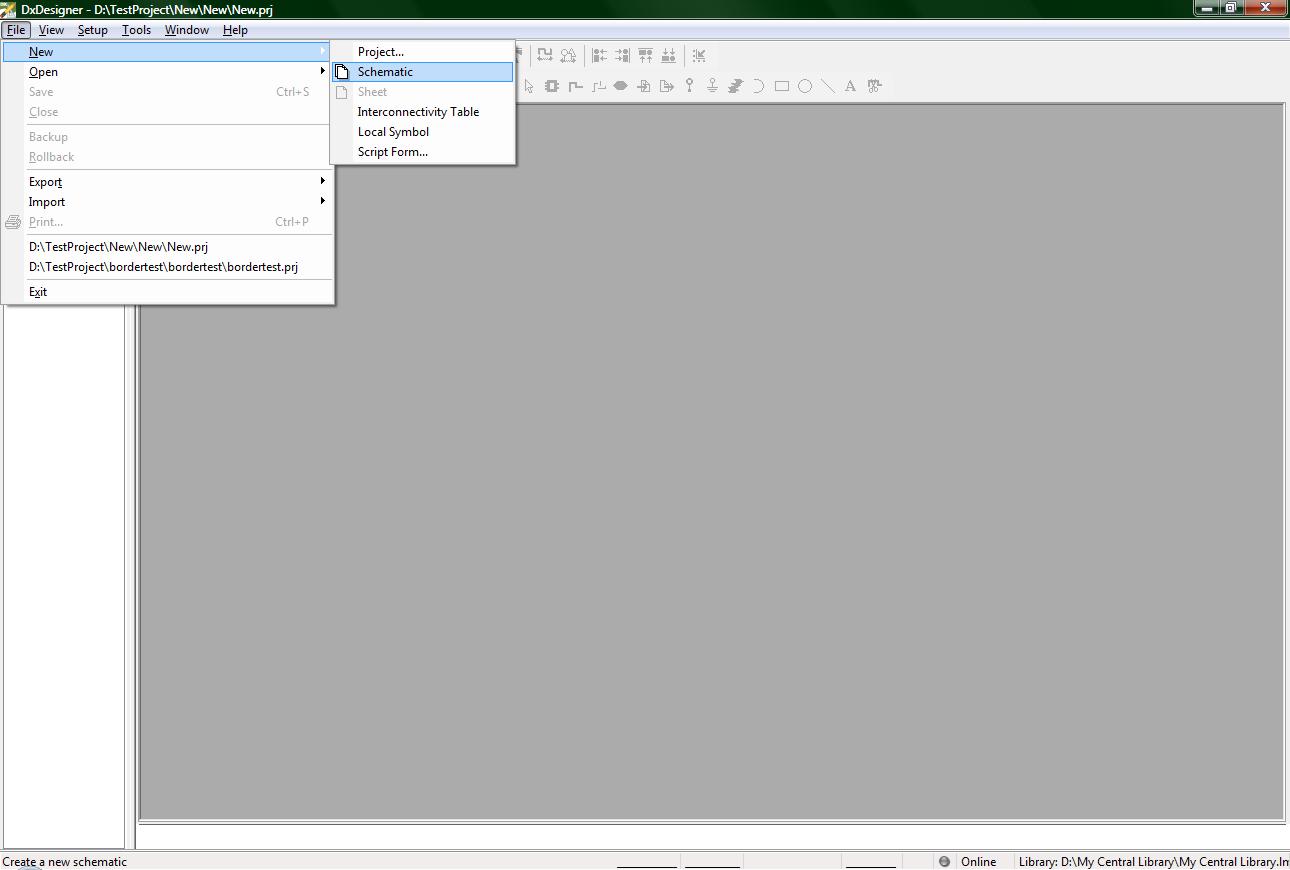 DxDesigner - D:\TestProject\New\New\New.prj
File View Setup Tools Window Help
New
Open
Save Ctrl+S
Close
Backup
Rollback
Export
Import
Print... Ctrl+P
D:\TestProject\New\New\New.prj
D:\TestProject\bordertest\bordertest\bordertest.prj
Exit
Project...
Schematic
Sheet
Interconnectivity Table
Local Symbol
Script Form...
A
Create a new schematic Online Library: D:\My Central Library\My Central Library.lm